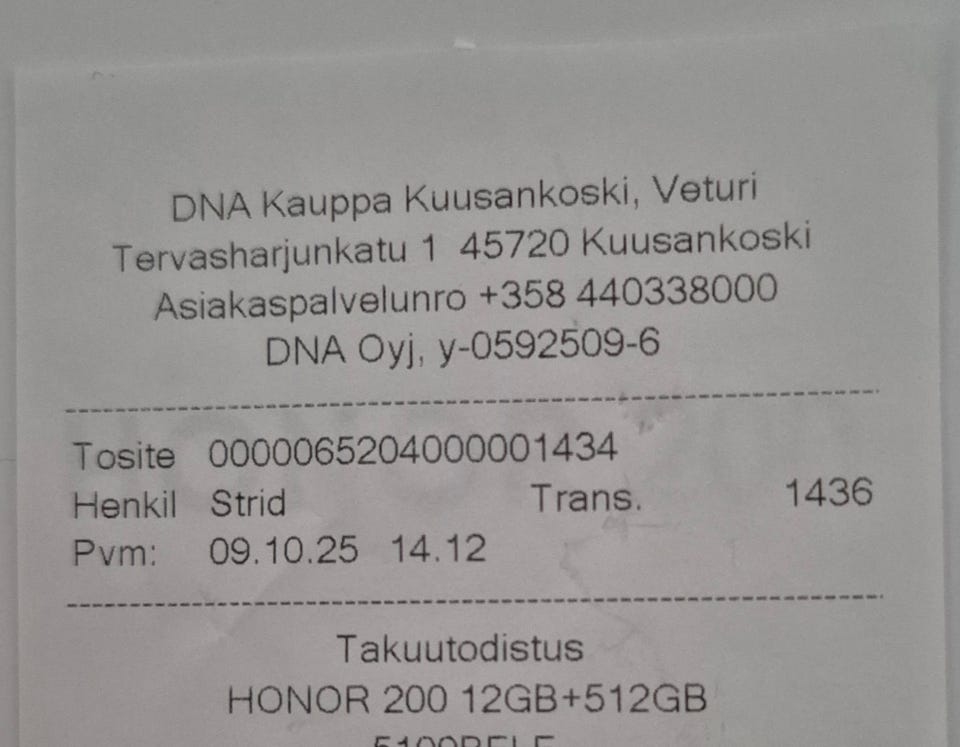 DNA Kauppa Kuusankoski, Veturi
Tervasharjunkatu 1 45720 Kuusankoski
Asiakaspalvelunro +358 440338000
DNA Oyj, y-0592509-6
Tosite 0000065204000001434
Henkil Strid Trans. 1436
Pvm: 09.10.25 14.12
Takuutodistus
HONOR 200 12GB+512GB